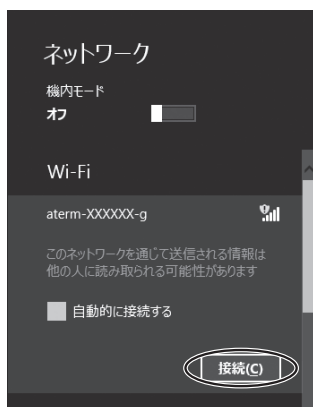 ネットワーク
機内モード
オフ
Wi-Fi
aterm-XXXXXX-g
このネットワークを通じて送信される情報は
他の人に読み取られる可能性があります
自動的に接続する
接続(C)